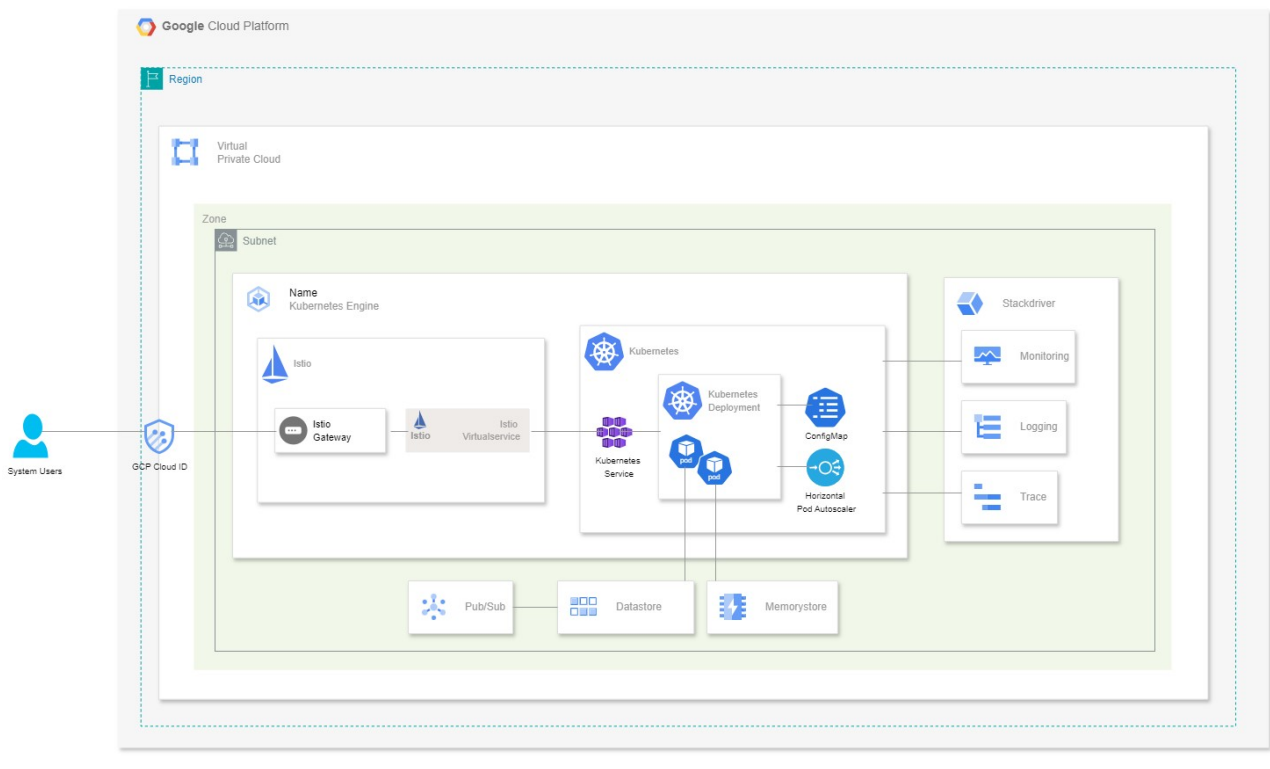 Google Cloud Platform
Region
Virtual
Private Cloud
Zone
Subnet
Name
Kubernetes Engine
Istio
Istio
Gateway
Istio
Istio
Virtualservice
Kubernetes
Kubernetes
Deployment
pod
pod
Kubernetes
Service
ConfigMap
Horizontal
Pod Autoscaler
Stackdriver
Monitoring
Logging
Trace
System Users
GCP Cloud ID
Pub/Sub
Datastore
Memorystore